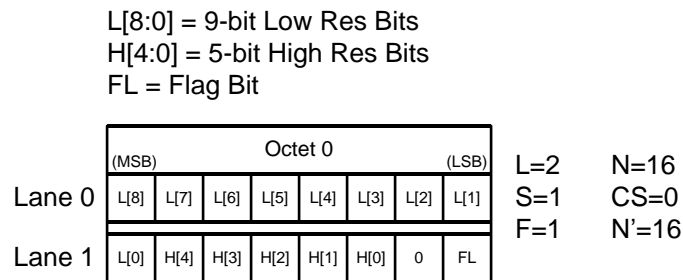 L[8:0] = 9-bit Low Res Bits
H[4:0] = 5-bit High Res Bits
FL = Flag Bit
Octet 0
(MSB) (LSB)
Lane 0 L[8] L[7] L[6] L[5] L[4] L[3] L[2] L[1]
Lane 1 L[0] H[4] H[3] H[2] H[1] H[0] 0 FL
L=2 N=16
S=1 CS=0
F=1 N’=16